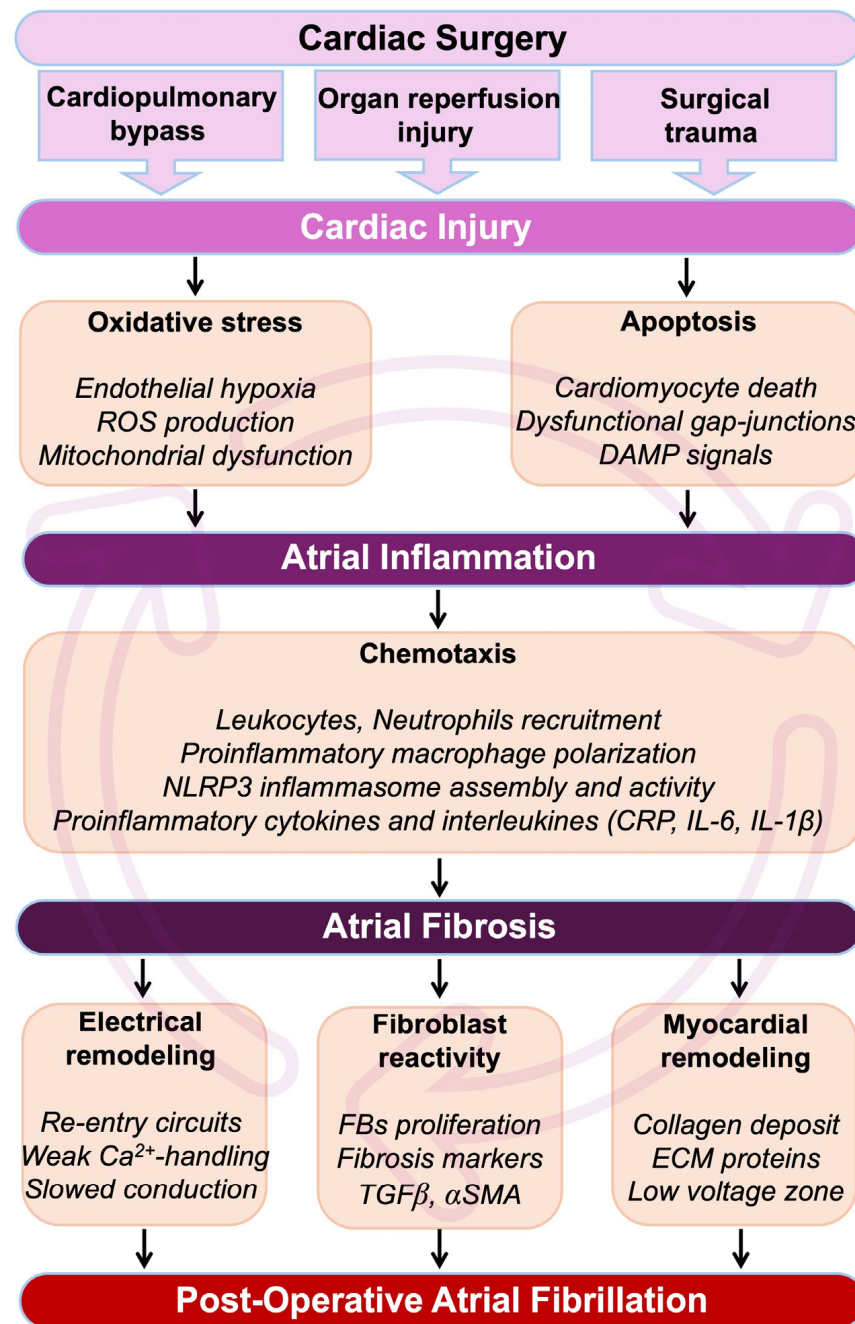 Cardiac Surgery
Cardiopulmonary
bypass
Organ reperfusion
injury
Surgical
trauma
Cardiac Injury
Oxidative stress
Endothelial hypoxia
ROS production
Mitochondrial dysfunction
Apoptosis
Cardiomyocyte death
Dysfunctional gap-junctions
DAMP signals
Atrial Inflammation
Chemotaxis
Leukocytes, Neutrophils recruitment
Proinflammatory macrophage polarization
NLRP3 inflammasome assembly and activity
Proinflammatory cytokines and interleukines (CRP, IL-6, IL-1β)
Atrial Fibrosis
Electrical
remodeling
Re-entry circuits
Weak Ca²⁺-handling
Slowed conduction
Fibroblast
reactivity
FBs proliferation
Fibrosis markers
TGFβ, αSMA
Myocardial
remodeling
Collagen deposit
ECM proteins
Low voltage zone
Post-Operative Atrial Fibrillation